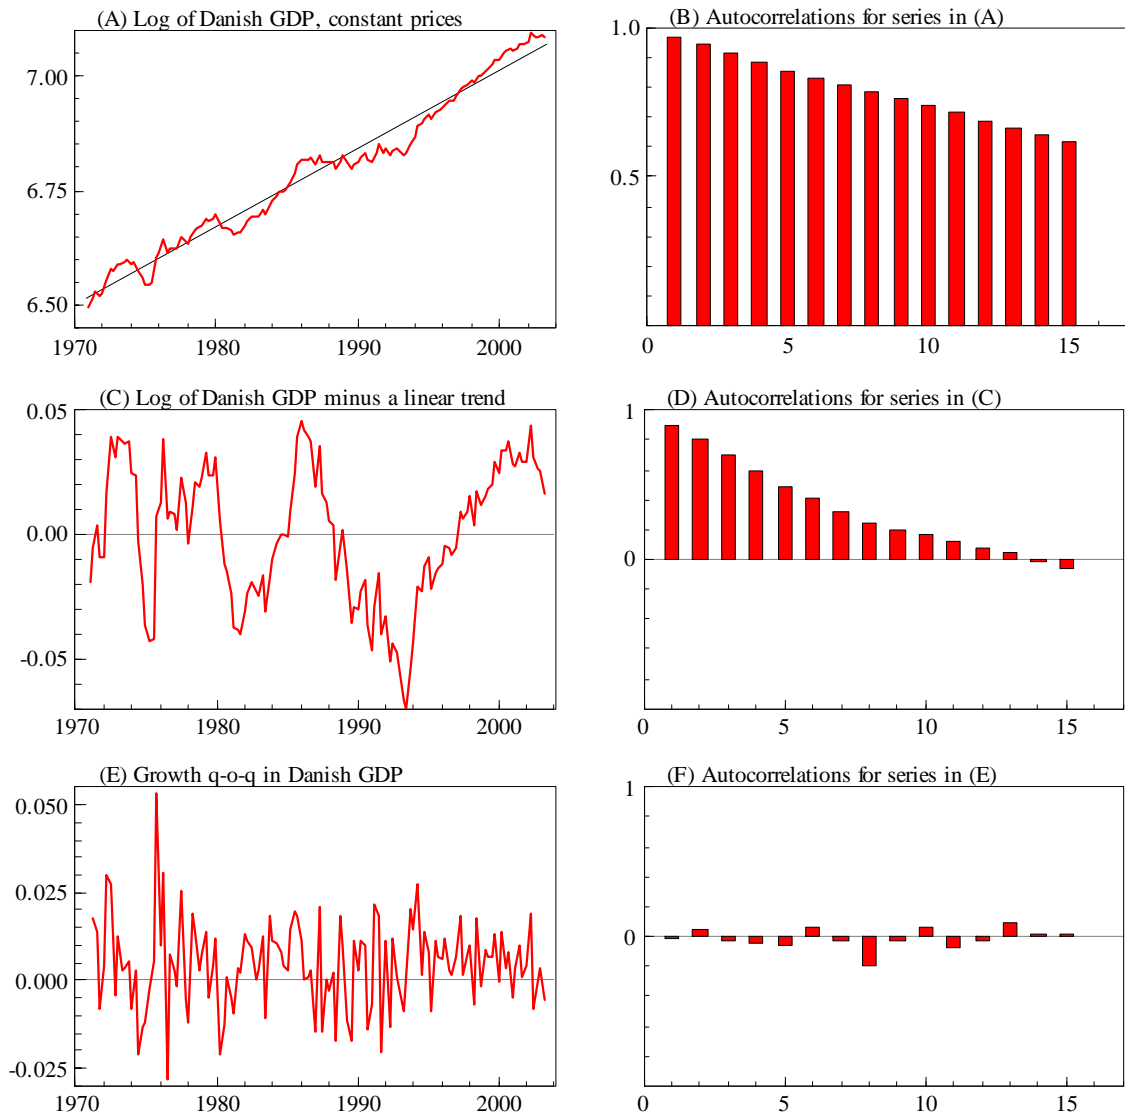 (A) Log of Danish GDP, constant prices
7.00
6.75
6.50
1970 1980 1990 2000
(B) Autocorrelations for series in (A)
1.0
0.5
0 5 10 15
(C) Log of Danish GDP minus a linear trend
0.05
0.00
-0.05
1970 1980 1990 2000
(D) Autocorrelations for series in (C)
1
0
0 5 10 15
(E) Growth q-o-q in Danish GDP
0.050
0.025
0.000
-0.025
1970 1980 1990 2000
(F) Autocorrelations for series in (E)
1
0
0 5 10 15